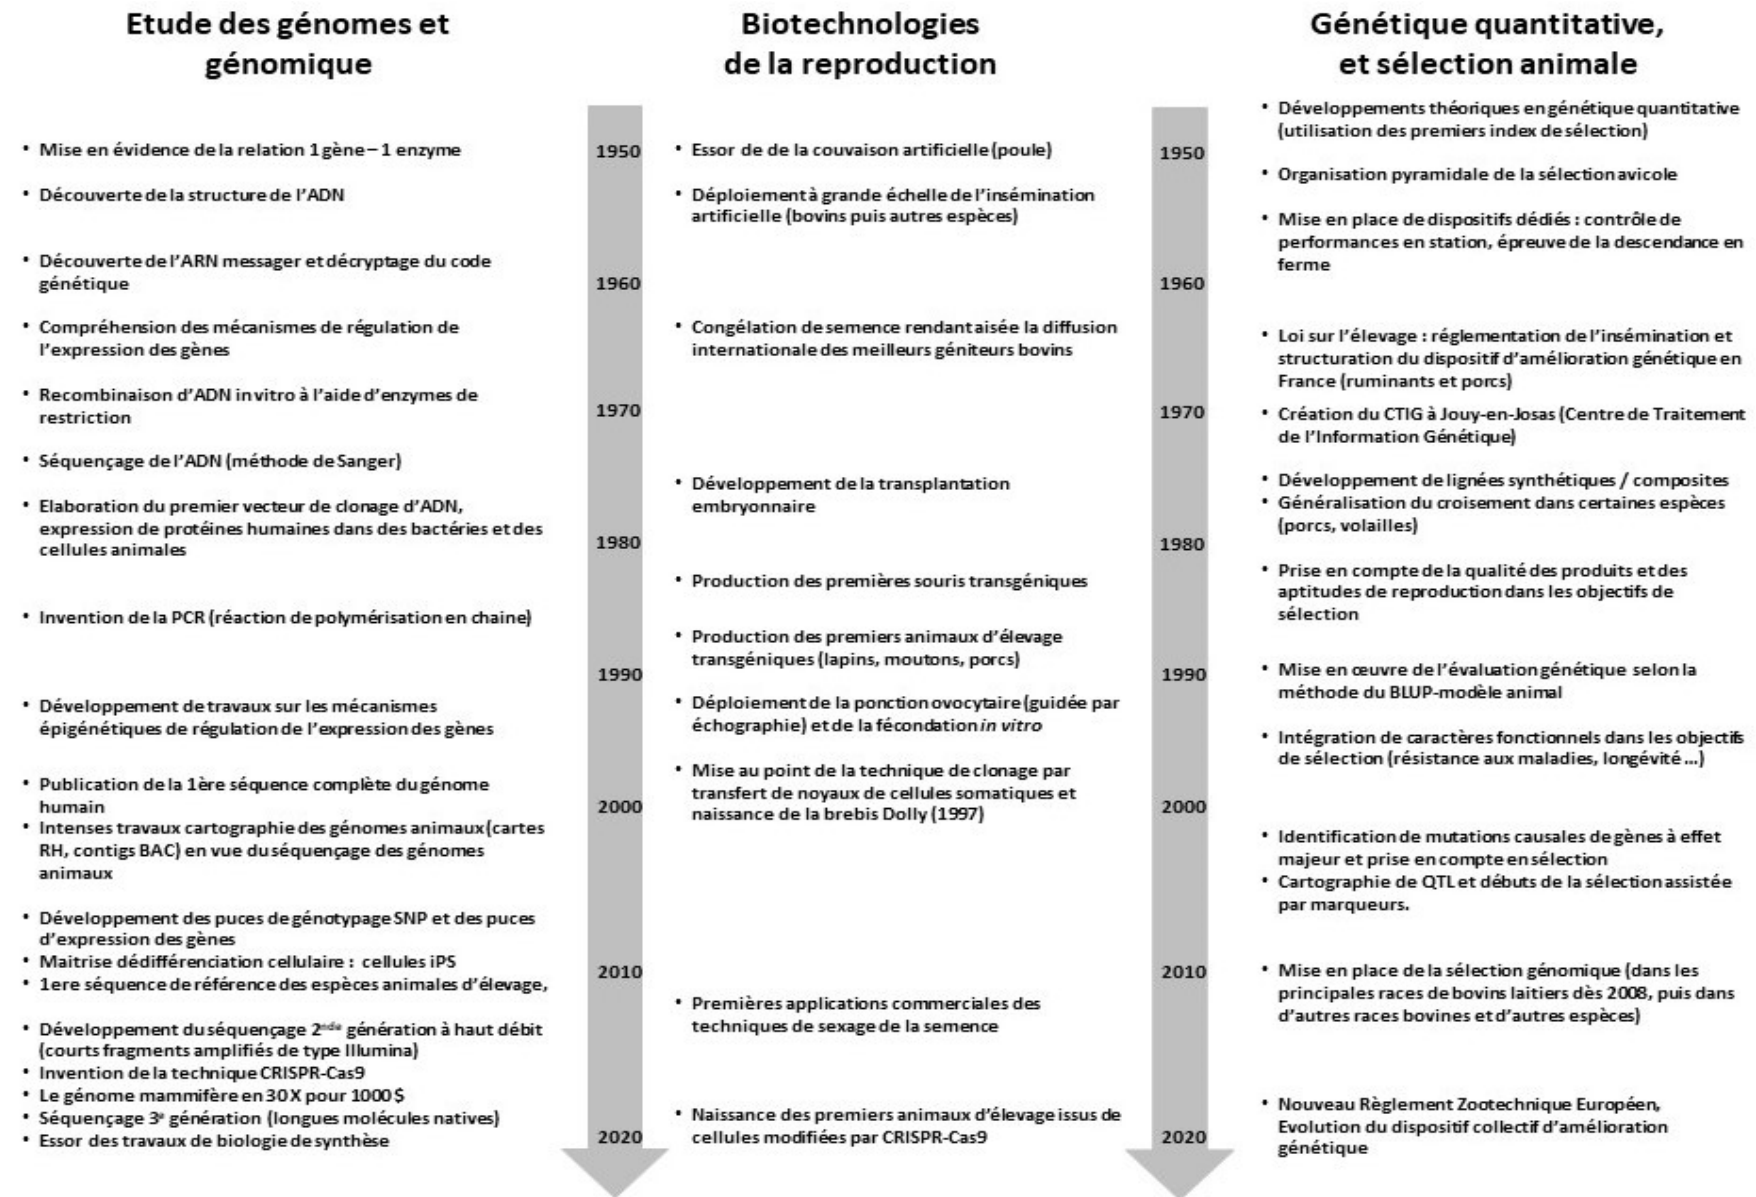 Etude des génomes et
génomique
• Mise en évidence de la relation 1 gène – 1 enzyme
• Découverte de la structure de l’ADN
• Découverte de l’ARN messager et décryptage du code
génétique
• Compréhension des mécanismes de régulation de
l’expression des gènes
• Recombinaison d’ADN in vitro à l’aide d’enzymes de
restriction
• Séquençage de l’ADN (méthode de Sanger)
• Elaboration du premier vecteur de clonage d’ADN,
expression de protéines humaines dans des bactéries et des
cellules animales
• Invention de la PCR (réaction de polymérisation en chaine)
• Développement de travaux sur les mécanismes
épigénétiques de régulation de l’expression des gènes
• Publication de la 1ère séquence complète du génome
humain
• Intenses travaux cartographie des génomes animaux (cartes
RH, contigs BAC) en vue du séquençage des génomes
animaux
• Développement des puces de génotypage SNP et des puces
d’expression des gènes
• Maitrise dédifférenciation cellulaire : cellules iPS
• 1ere séquence de référence des espèces animales d’élevage,
• Développement du séquençage 2nde génération à haut débit
(courts fragments amplifiés de type Illumina)
• Invention de la technique CRISPR-Cas9
• Le génome mammifère en 30 X pour 1000 $
• Séquençage 3e génération (longues molécules natives)
• Essor des travaux de biologie de synthèse
1950
1960
1970
1980
1990
2000
2010
2020
Biotechnologies
de la reproduction
• Essor de de la couvaison artificielle (poule)
• Déploiement à grande échelle de l’insémination
artificielle (bovins puis autres espèces)
• Congélation de semence rendant aisée la diffusion
internationale des meilleurs géniteurs bovins
• Développement de la transplantation
embryonnaire
• Production des premières souris transgéniques
• Production des premiers animaux d’élevage
transgéniques (lapins, moutons, porcs)
• Déploiement de la ponction ovocytaire (guidée par
échographie) et de la fécondation in vitro
• Mise au point de la technique de clonage par
transfert de noyaux de cellules somatiques et
naissance de la brebis Dolly (1997)
• Premières applications commerciales des
techniques de sexage de la semence
• Naissance des premiers animaux d’élevage issus de
cellules modifiées par CRISPR-Cas9
1950
1960
1970
1980
1990
2000
2010
2020
Génétique quantitative,
et sélection animale
• Développements théoriques en génétique quantitative
(utilisation des premiers index de sélection)
• Organisation pyramidale de la sélection avicole
• Mise en place de dispositifs dédiés : contrôle de
performances en station, épreuve de la descendance en
ferme
• Loi sur l’élevage : réglementation de l’insémination et
structuration du dispositif d’amélioration génétique en
France (ruminants et porcs)
• Création du CTIG à Jouy-en-Josas (Centre de Traitement
de l’Information Génétique)
• Développement de lignées synthétiques / composites
• Généralisation du croisement dans certaines espèces
(porcs, volailles)
• Prise en compte de la qualité des produits et des
aptitudes de reproduction dans les objectifs de
sélection
• Mise en œuvre de l’évaluation génétique selon la
méthode du BLUP-modèle animal
• Intégration de caractères fonctionnels dans les objectifs
de sélection (résistance aux maladies, longévité ...)
• Identification de mutations causales de gènes à effet
majeur et prise en compte en sélection
• Cartographie de QTL et débuts de la sélection assistée
par marqueurs.
• Mise en place de la sélection génomique (dans les
principales races de bovins laitiers dès 2008, puis dans
d’autres races bovines et d’autres espèces)
• Nouveau Règlement Zootechnique Européen,
Evolution du dispositif collectif d’amélioration
génétique